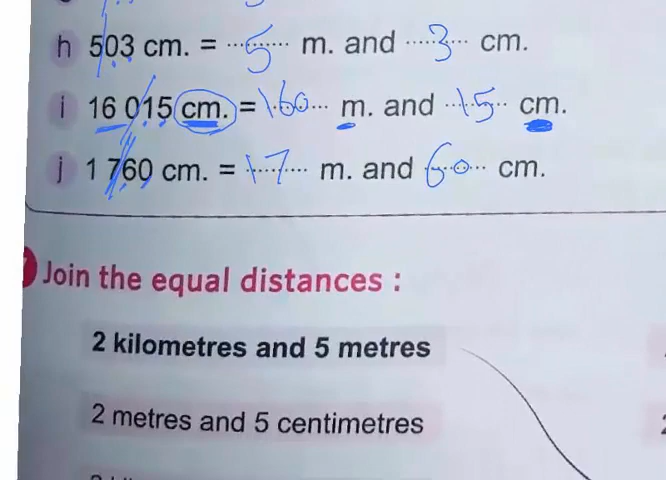 h 503 cm. = 5 m. and 3 cm.
i 16 015 cm. = 160 m. and 15 cm.
j 1 760 cm. = 17 m. and 60 cm.
Join the equal distances :
2 kilometres and 5 metres
2 metres and 5 centimetres